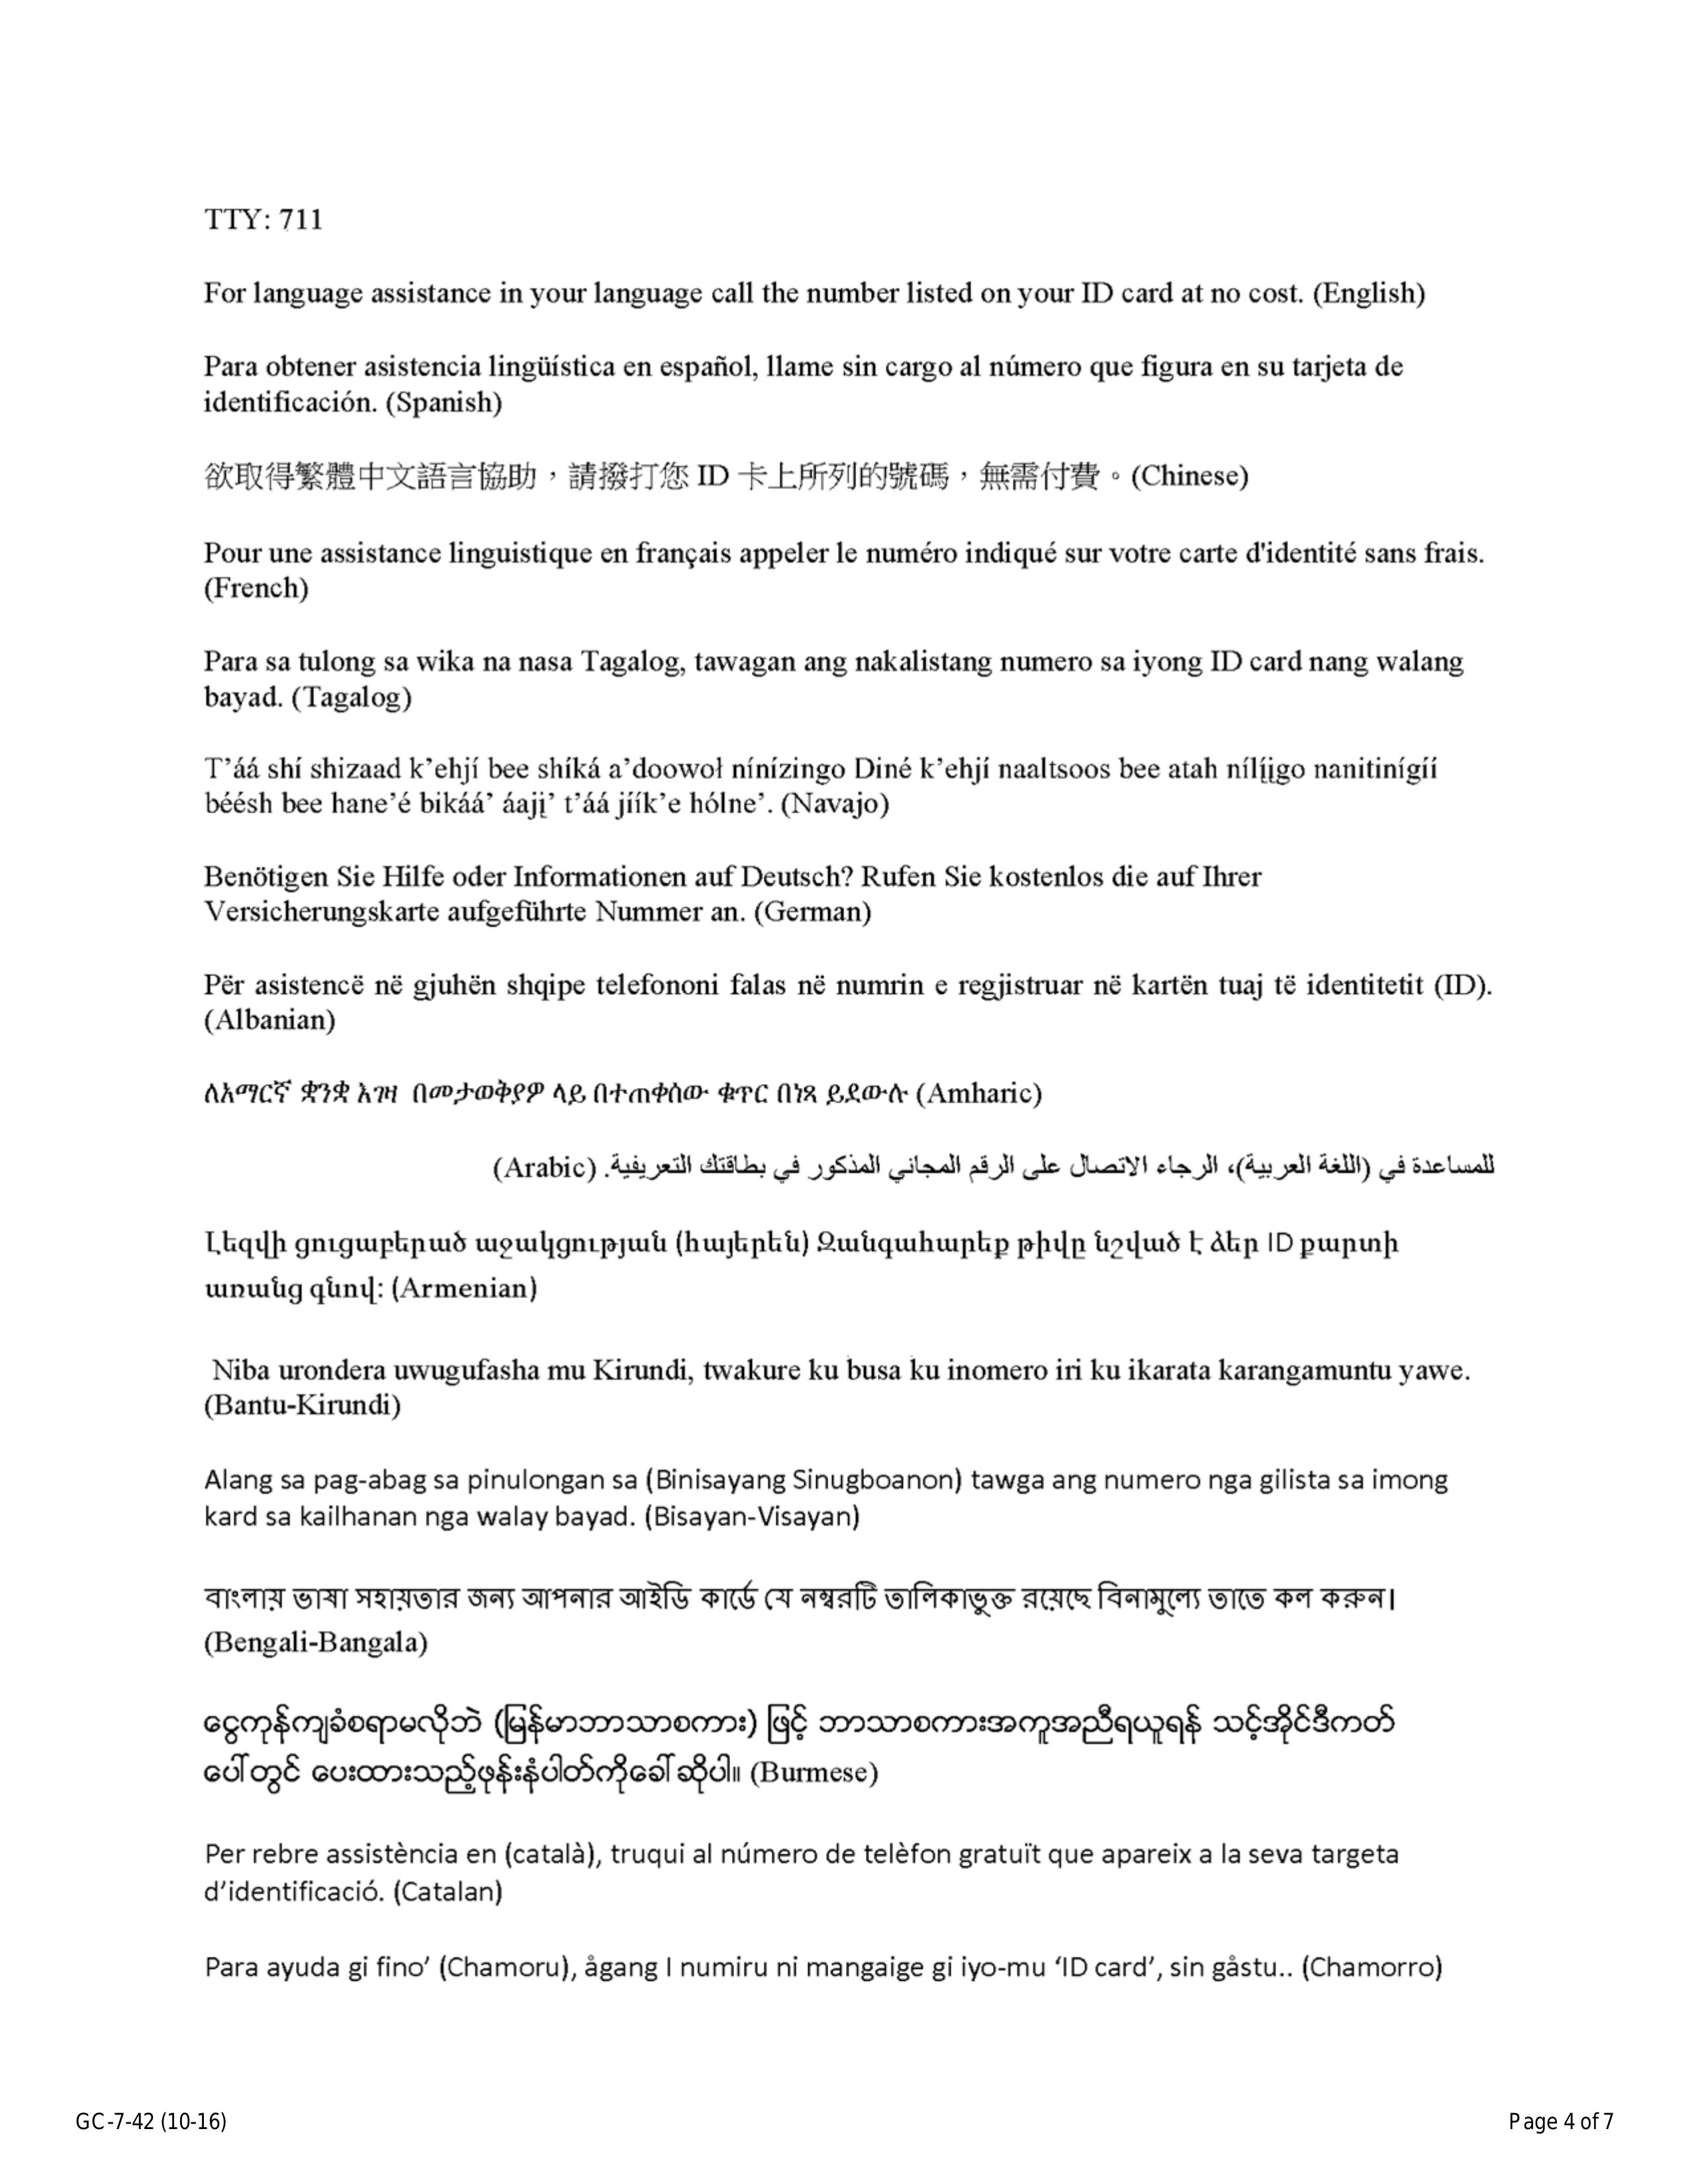 TTY: 711
For language assistance in your language call the number listed on your ID card at no cost. (English)
Para obtener asistencia lingüística en español, llame sin cargo al número que figura en su tarjeta de
identificación. (Spanish)
欲取得繁體中文語言協助，請撥打您 ID 卡上所列的號碼，無需付費。(Chinese)
Pour une assistance linguistique en français appeler le numéro indiqué sur votre carte d'identité sans frais.
(French)
Para sa tulong sa wika na nasa Tagalog, tawagan ang nakalistang numero sa iyong ID card nang walang
bayad. (Tagalog)
T’áá shí shizaad k’ehjí bee shíká a’doowoł nínízingo Diné k’ehjí naaltsoos bee atah nílį́įgo nanitinígíí
béésh bee hane’é bikáá’ áajį’ t’áá jíík’e hólne’. (Navajo)
Benötigen Sie Hilfe oder Informationen auf Deutsch? Rufen Sie kostenlos die auf Ihrer
Versicherungskarte aufgeführte Nummer an. (German)
Për asistencë në gjuhën shqipe telefononi falas në numrin e regjistruar në kartën tuaj të identitetit (ID).
(Albanian)
ለአማርኛ ቋንቋ እገዛ በመታወቅያዎ ላይ በተጠቀሰው ቁጥር በነጻ ይደውሉ (Amharic)
للمساعدة في (اللغة العربية)، الرجاء الاتصال على الرقم المجاني المذكور في بطاقتك التعريفية. (Arabic)
Լեզվի ցուցաբերած աջակցության (հայերեն) Զանգահարեք թիվը նշված է ձեր ID քարտի
առանց գնով: (Armenian)
Niba urondera uwugufasha mu Kirundi, twakure ku busa ku inomero iri ku ikarata karangamuntu yawe.
(Bantu-Kirundi)
Alang sa pag-abag sa pinulongan sa (Binisayang Sinugboanon) tawga ang numero nga gilista sa imong
kard sa kailhanan nga walay bayad. (Bisayan-Visayan)
বাংলায় ভাষা সহায়তার জন্য আপনার আইডি কার্ডে যে নম্বরটি তালিকাভুক্ত রয়েছে বিনামুল্যে তাতে কল করুন।
(Bengali-Bangala)
ငွေကုန်ကျခံစရာမလိုဘဲ (မြန်မာဘာသာစကား) ဖြင့် ဘာသာစကားအကူအညီရယူရန် သင့်အိုင်ဒီကတ်
ပေါ်တွင် ပေးထားသည့်ဖုန်းနံပါတ်ကိုခေါ်ဆိုပါ။ (Burmese)
Per rebre assistència en (català), truqui al número de telèfon gratuït que apareix a la seva targeta
d’identificació. (Catalan)
Para ayuda gi fino’ (Chamoru), ågang I numiru ni mangaige gi iyo-mu ‘ID card’, sin gåstu.. (Chamorro)
GC-7-42 (10-16)
Page 4 of 7